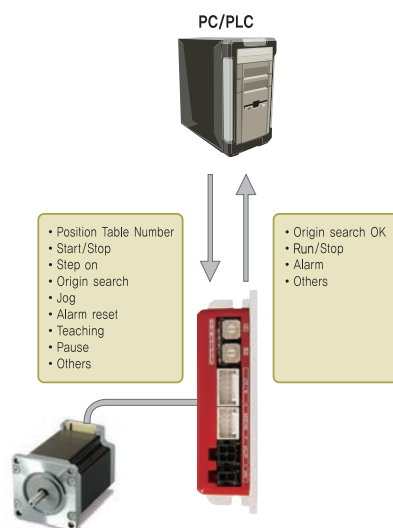 PC/PLC
• Position Table Number
• Start/Stop
• Step on
• Origin search
• Jog
• Alarm reset
• Teaching
• Pause
• Others
• Origin search OK
• Run/Stop
• Alarm
• Others